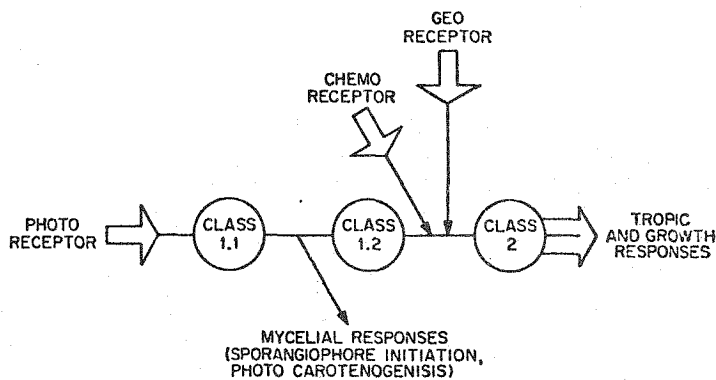 GEO
RECEPTOR
CHEMO
RECEPTOR
PHOTO
RECEPTOR
CLASS
1.1
CLASS
1.2
CLASS
2
TROPIC
AND GROWTH
RESPONSES
MYCELIAL RESPONSES
(SPORANGIOPHORE INITIATION,
PHOTO CAROTENOGENISIS)